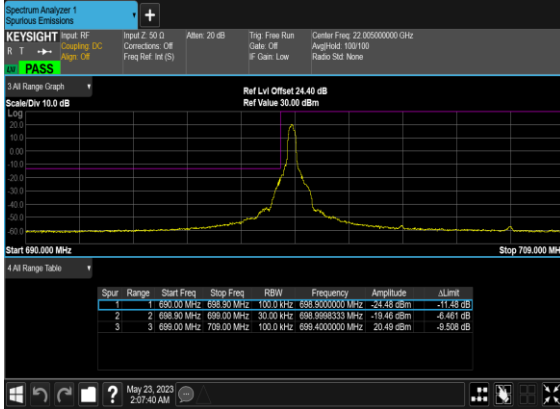 Spectrum Analyzer 1
Spurious Emissions
+
KEYSIGHT Input: RF Input Z: 50 Ω Atten: 20 dB Trig: Free Run Center Freq: 22.005000000 GHz
R T Coupling: DC Corrections: Off Gate: Off Avg|Hold: 100/100
Align: Off Freq Ref: Int (S) IF Gain: Low Radio Std: None
PASS
3 All Range Graph
Ref Lvl Offset 24.40 dB
Scale/Div 10.0 dB Ref Value 30.00 dBm
Log
20.0
10.0
0.00
-10.0
-20.0
-30.0
-40.0
-50.0
-60.0
Start 690.000 MHz Stop 709.000 MHz
4 All Range Table
Spur Range Start Freq Stop Freq RBW Frequency Amplitude ΔLimit
1 1 690.00 MHz 698.90 MHz 100.0 kHz 698.9000000 MHz -24.48 dBm -11.48 dB
2 2 698.90 MHz 699.00 MHz 30.00 kHz 698.9998333 MHz -19.46 dBm -6.461 dB
3 3 699.00 MHz 709.00 MHz 100.0 kHz 699.4000000 MHz 20.49 dBm -9.508 dB
? May 23, 2023
2:07:40 AM